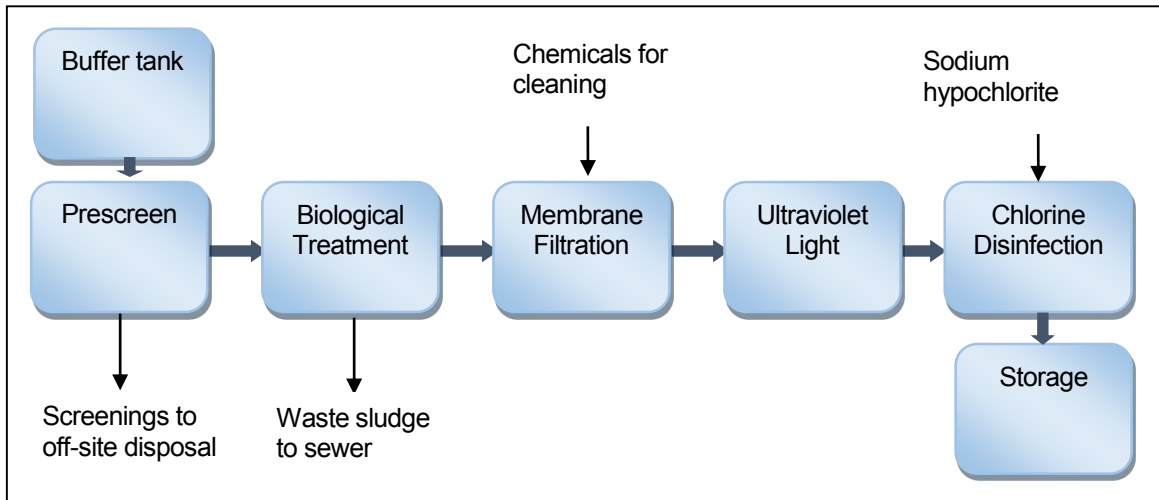 Buffer tank
Chemicals for
cleaning
Sodium
hypochlorite
Prescreen
Biological
Treatment
Membrane
Filtration
Ultraviolet
Light
Chlorine
Disinfection
Storage
Screenings to
off-site disposal
Waste sludge
to sewer